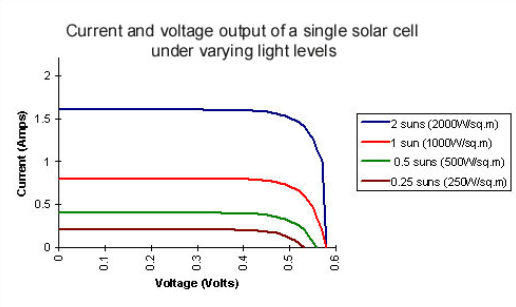 Current and voltage output of a single solar cell
under varying light levels
Current (Amps)
2
1.5
1
0.5
0
0
0.1
0.2
0.3
0.4
0.5
0.6
Voltage (Volts)
2 suns (2000W/sq.m)
1 sun (1000W/sq.m)
0.5 suns (500W/sq.m)
0.25 suns (250W/sq.m)